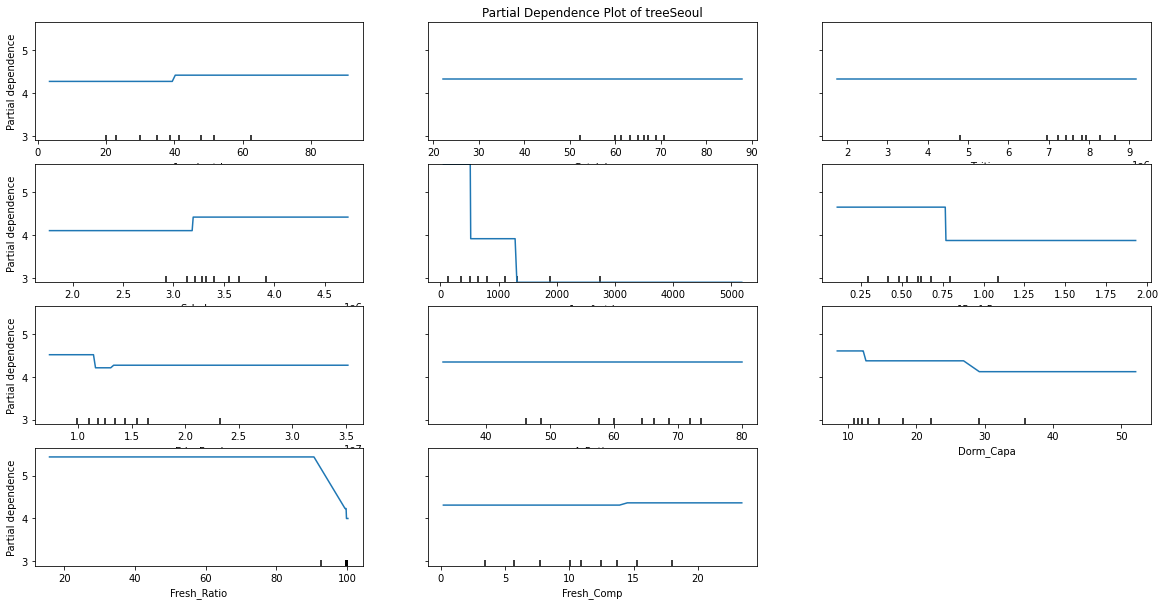 Partial Dependence Plot of treeSeoul
Partial dependence
5
4
3
0 20 40 60 80
20 30 40 50 60 70 80 90
2 3 4 5 6 7 8 9
Partial dependence
5
4
3
2.0 2.5 3.0 3.5 4.0 4.5
0 1000 2000 3000 4000 5000
0.25 0.50 0.75 1.00 1.25 1.50 1.75 2.00
Partial dependence
5
4
3
1.0 1.5 2.0 2.5 3.0 3.5
40 50 60 70 80
10 20 30 40 50
Dorm_Capa
Partial dependence
5
4
3
20 40 60 80 100
Fresh_Ratio
0 5 10 15 20
Fresh_Comp